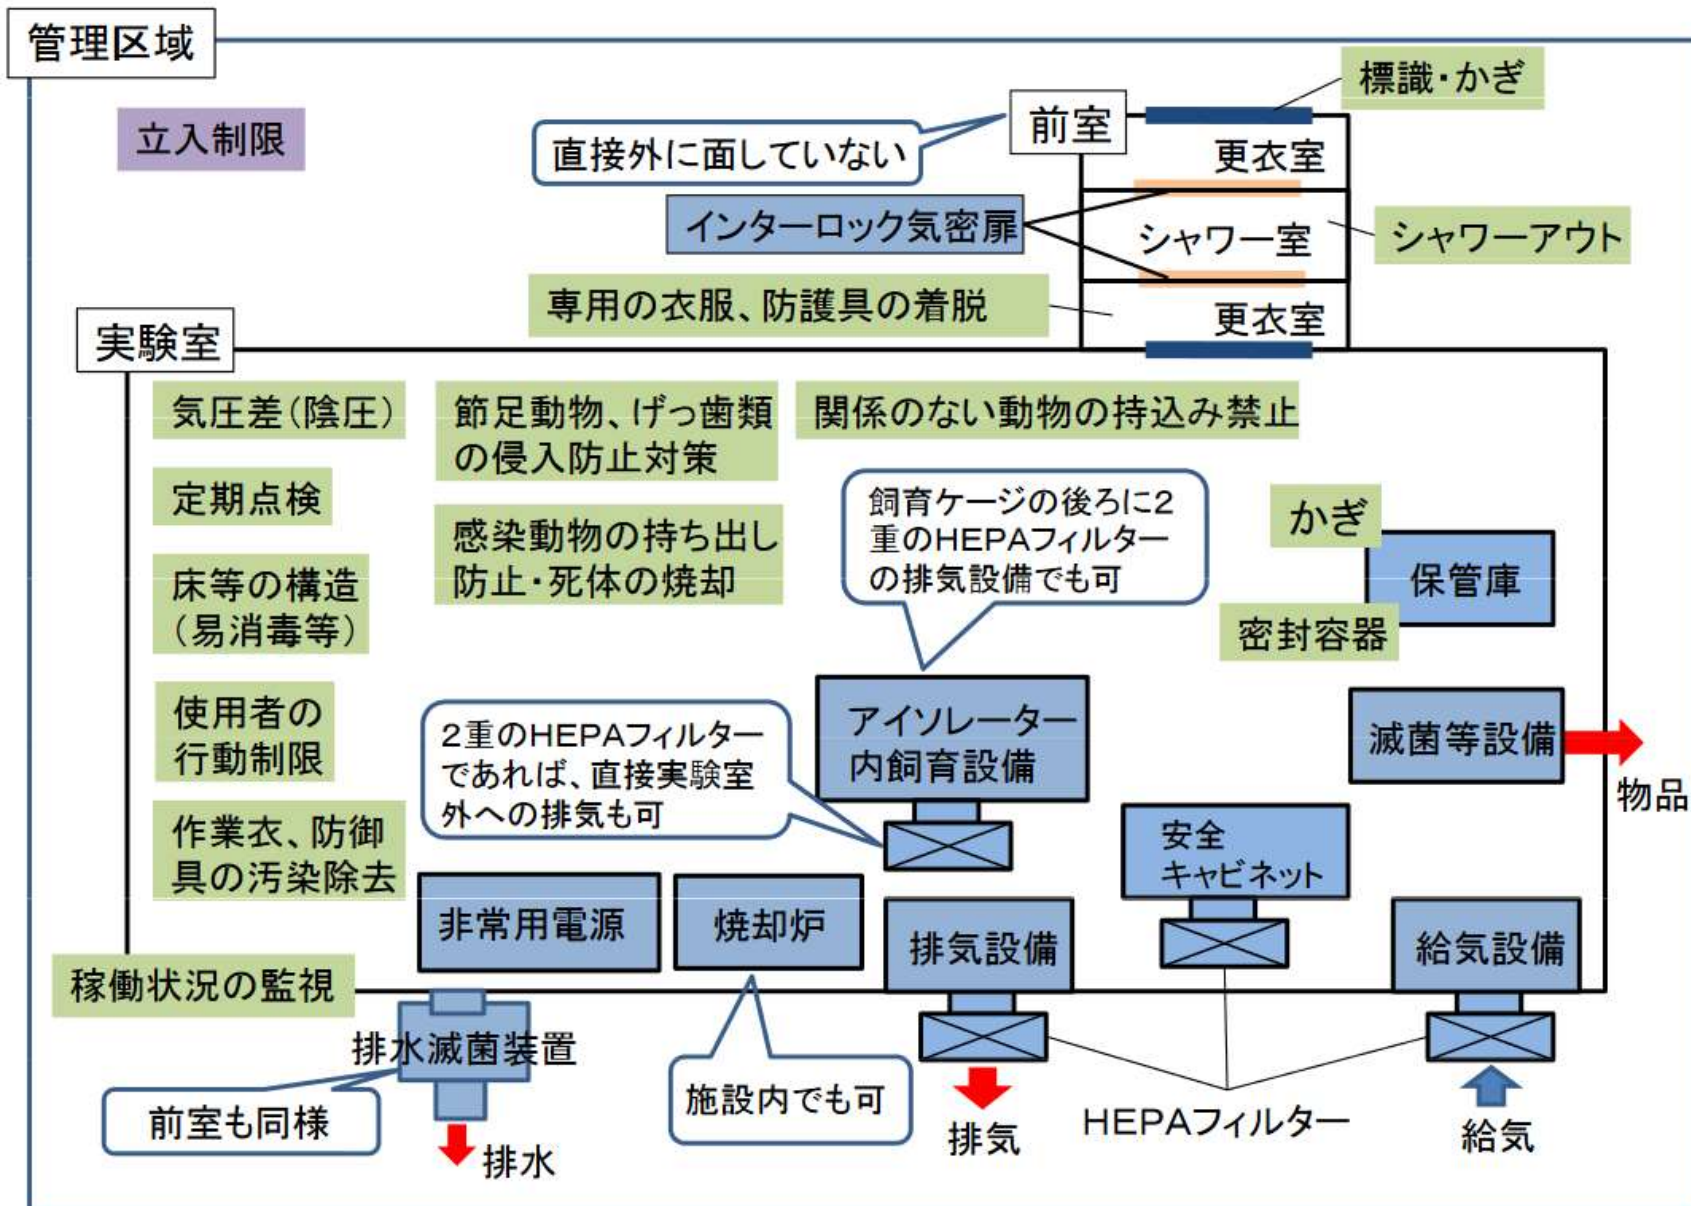 管理区域
立入制限
標識・かぎ
前室
直接外に面していない
更衣室
インターロック気密扉
シャワー室
シャワーアウト
専用の衣服、防護具の着脱
更衣室
実験室
気圧差(陰圧)
節足動物、げっ歯類
の侵入防止対策
関係のない動物の持込み禁止
定期点検
感染動物の持ち出し
防止・死体の焼却
飼育ケージの後ろに2
重のHEPAフィルター
の排気設備でも可
かぎ
保管庫
密封容器
床等の構造
(易消毒等)
使用者の
行動制限
2重のHEPAフィルター
であれば、直接実験室
外への排気も可
アイソレーター
内飼育設備
滅菌等設備
物品
作業衣、防御
具の汚染除去
安全
キャビネット
非常用電源
焼却炉
排気設備
給気設備
稼働状況の監視
排水滅菌装置
前室も同様
施設内でも可
排水
排気
HEPAフィルター
給気